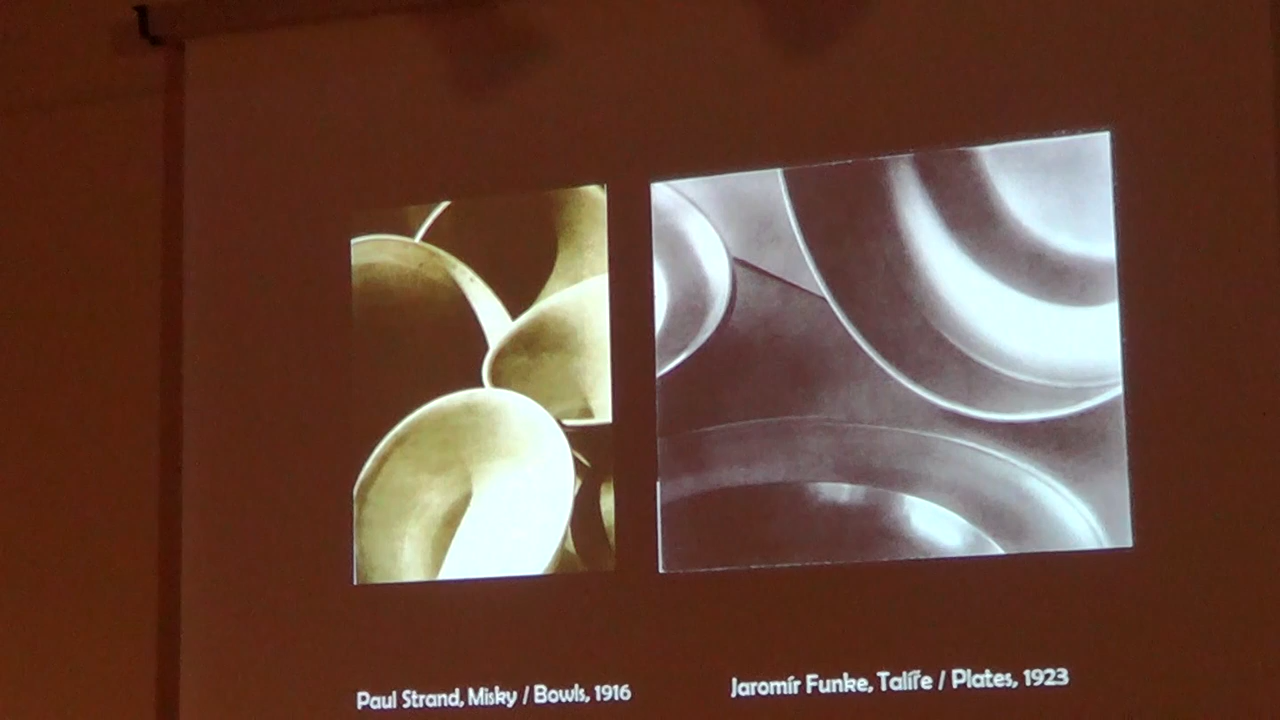 Paul Strand, Misky / Bowls, 1916
Jaromír Funke, Talíře / Plates, 1923